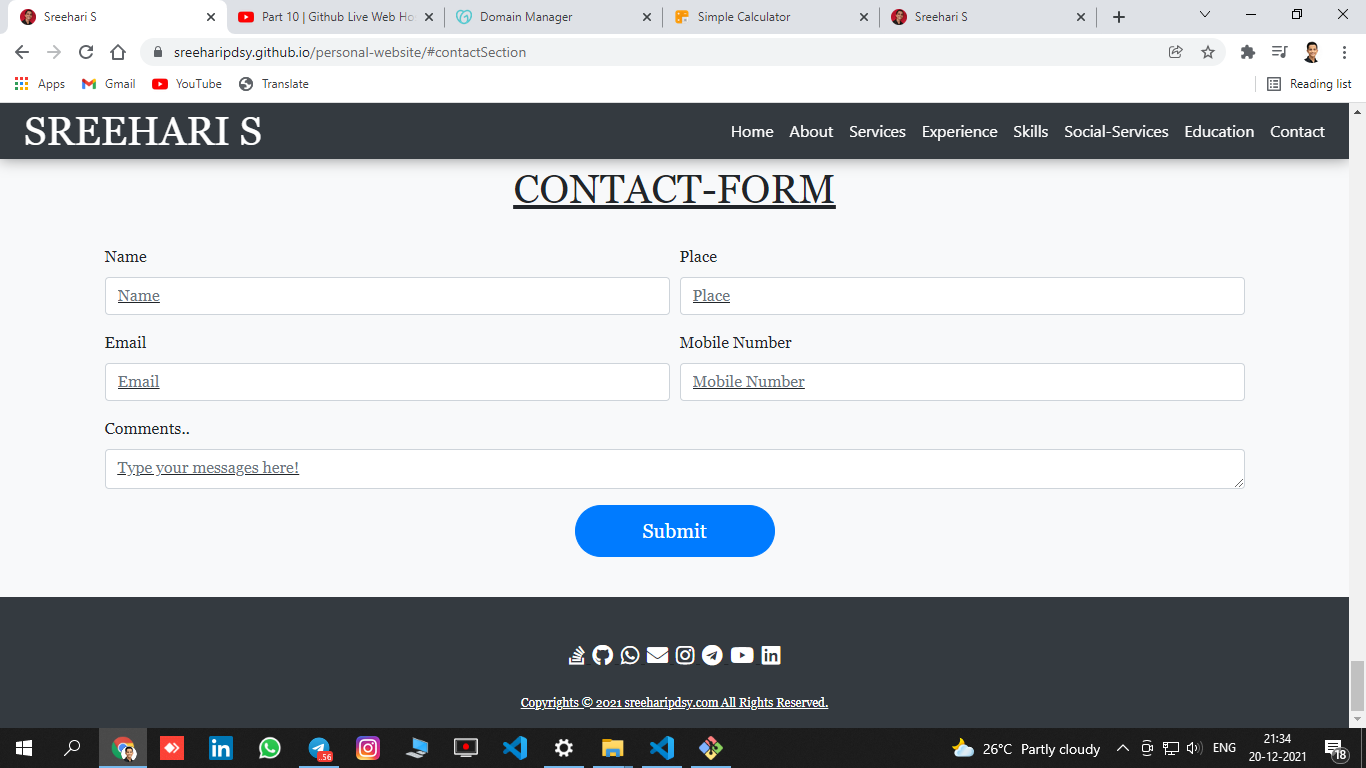 Sreehari S
Part 10 | Github Live Web Ho
Domain Manager
Simple Calculator
Sreehari S
sreeharipdsy.github.io/personal-website/#contactSection
Apps
Gmail
YouTube
Translate
Reading list
SREEHARI S
Home
About
Services
Experience
Skills
Social-Services
Education
Contact
CONTACT-FORM
Name
Place
Name
Place
Email
Mobile Number
Email
Mobile Number
Comments..
Type your messages here!
Submit
Copyrights © 2021 sreeharipdsy.com All Rights Reserved.
.56
26°C Partly cloudy
ENG
21:34
20-12-2021
18